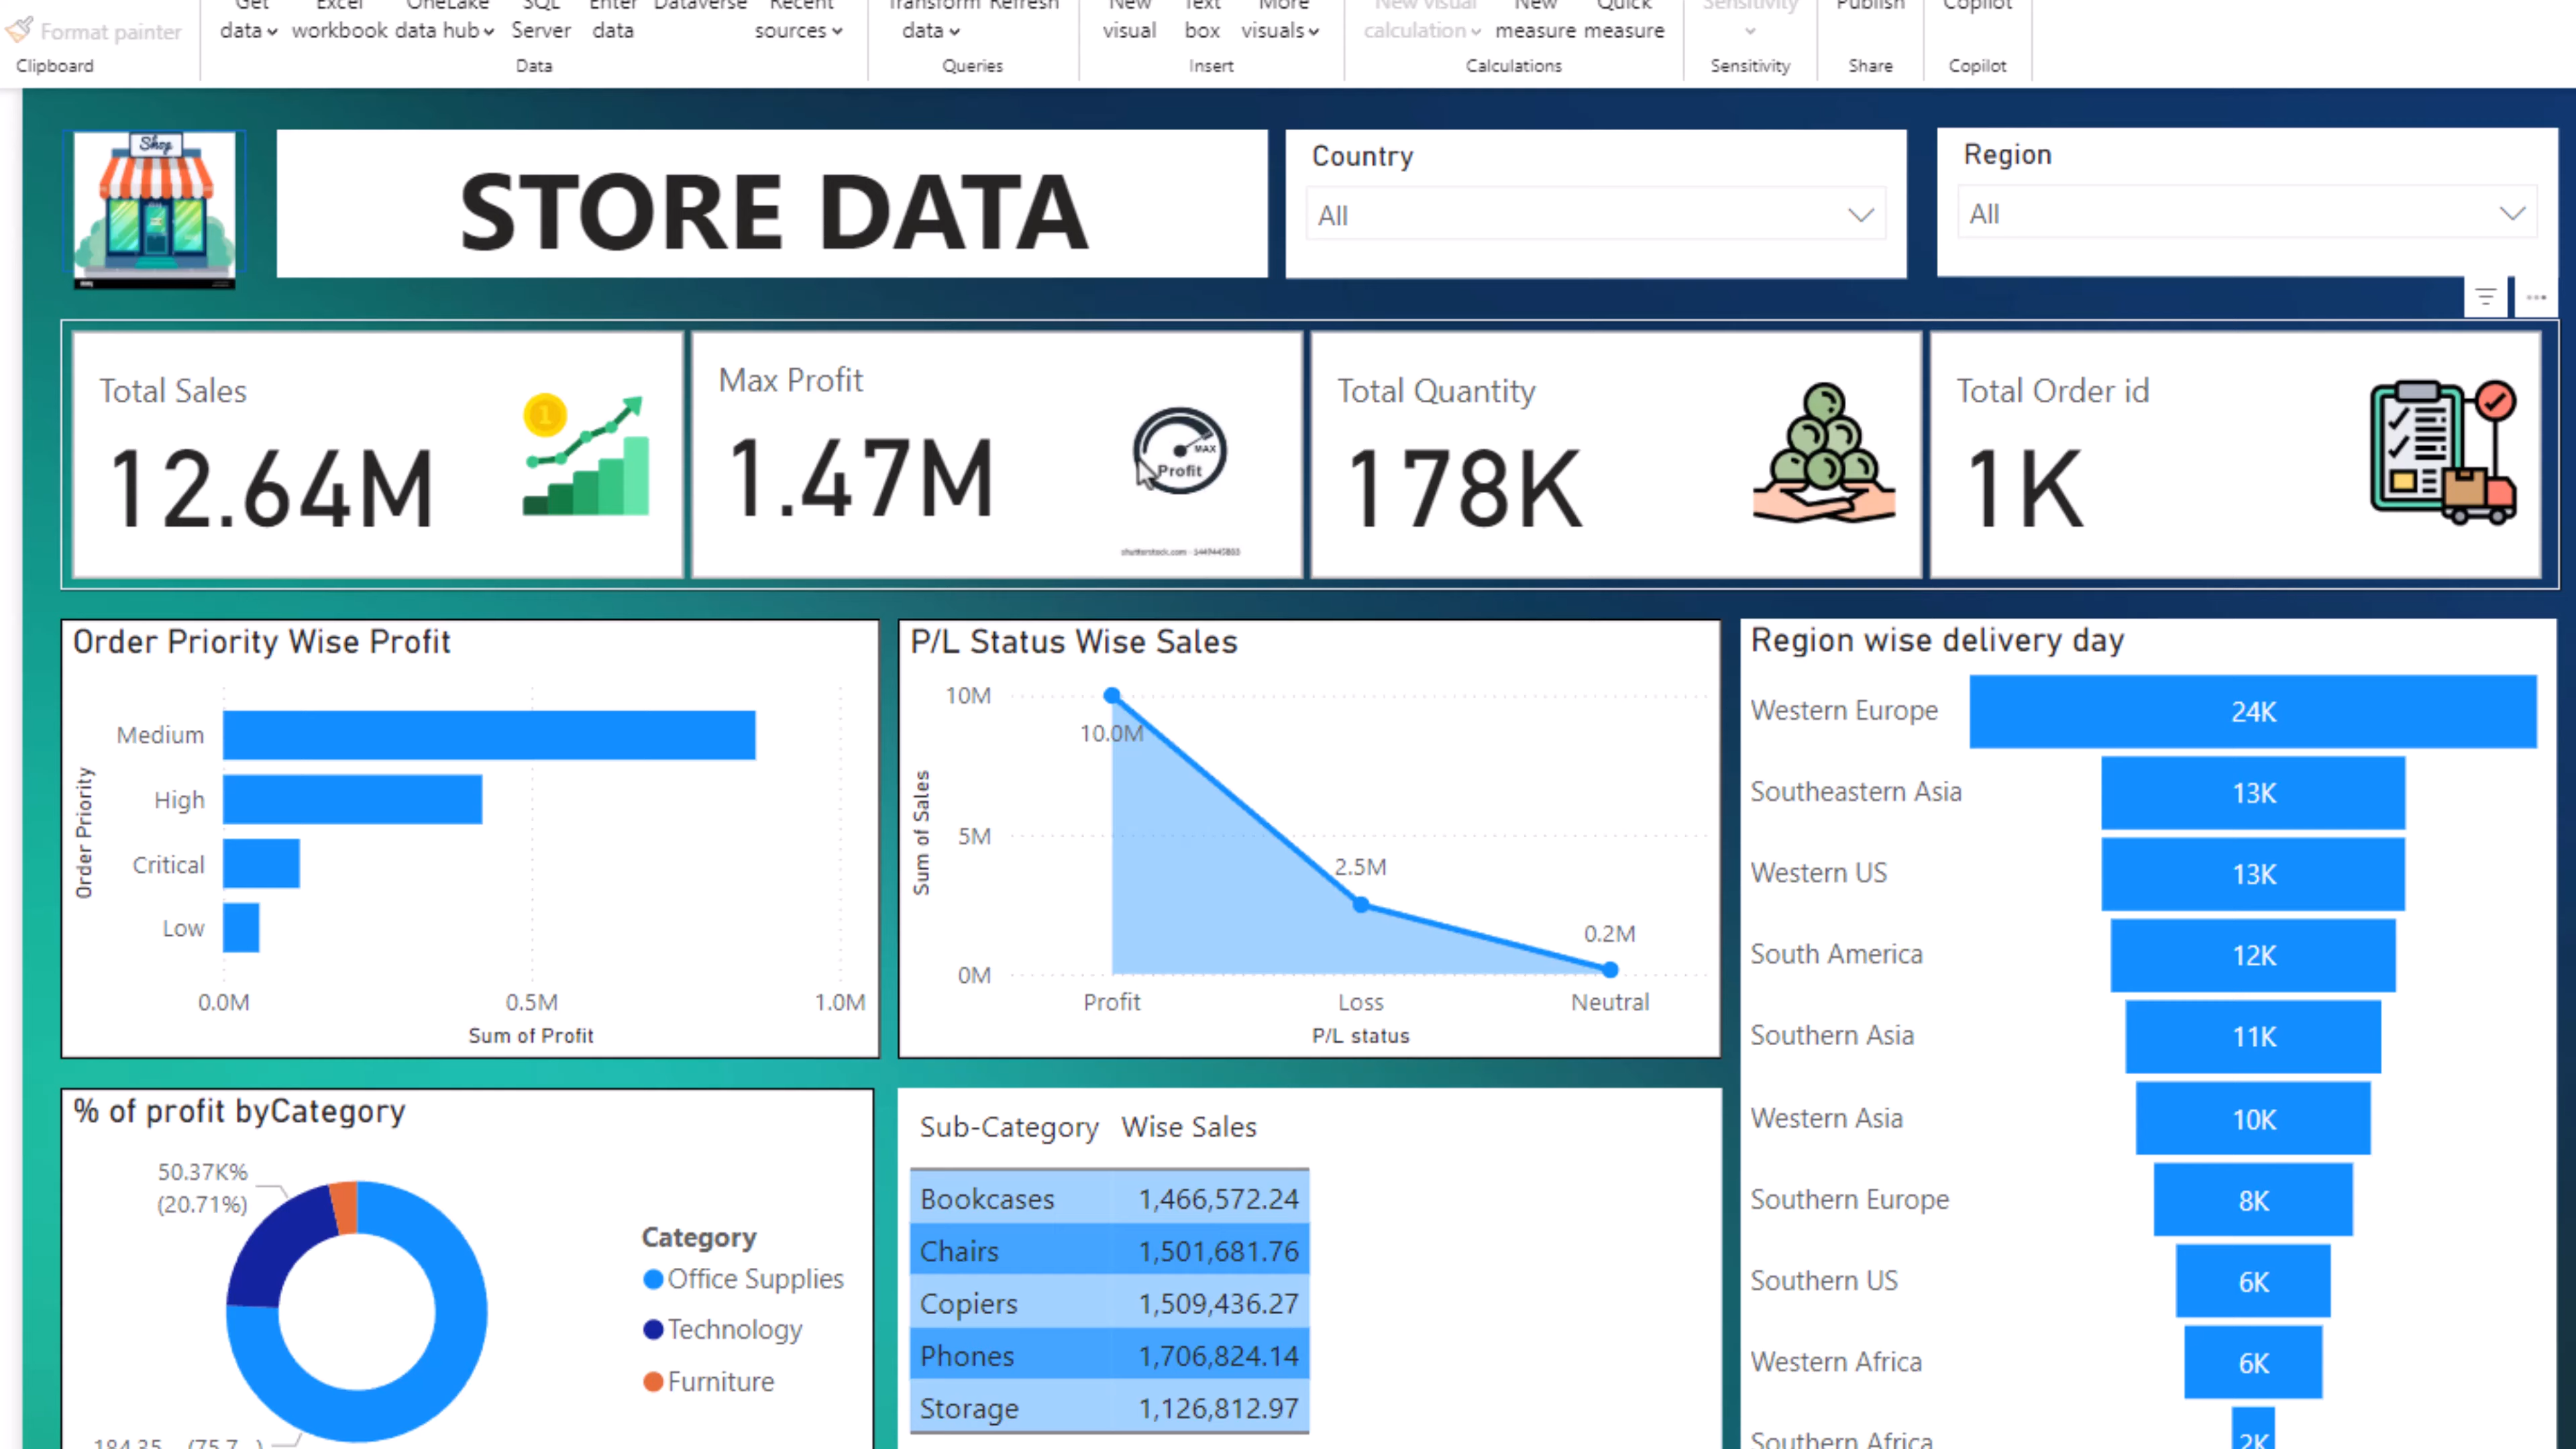 Get Excel OneLake SQL Enter Dataverse Recent Transform Refresh New Text More New visual New Quick Sensitivity Publish Copilot
Format painter data workbook data hub Server data sources data visual box visuals calculation measure measure
Clipboard Data Queries Insert Calculations Sensitivity Share Copilot
Shop
STORE DATA
Country
All
Region
All
Total Sales
12.64M
Max Profit
1.47M
MAX
Profit
shutterstock.com
Total Quantity
178K
Total Order id
1K
Order Priority Wise Profit
Order Priority
Medium
High
Critical
Low
0.0M 0.5M 1.0M
Sum of Profit
P/L Status Wise Sales
Sum of Sales
10M
5M
0M
10.0M
2.5M
0.2M
Profit Loss Neutral
P/L status
Region wise delivery day
Western Europe 24K
Southeastern Asia 13K
Western US 13K
South America 12K
Southern Asia 11K
Western Asia 10K
Southern Europe 8K
Southern US 6K
Western Africa 6K
Southern Africa 2K
% of profit byCategory
50.37K%
(20.71%)
184.35... (75.7...)
Category
Office Supplies
Technology
Furniture
Sub-Category Wise Sales
Bookcases 1,466,572.24
Chairs 1,501,681.76
Copiers 1,509,436.27
Phones 1,706,824.14
Storage 1,126,812.97